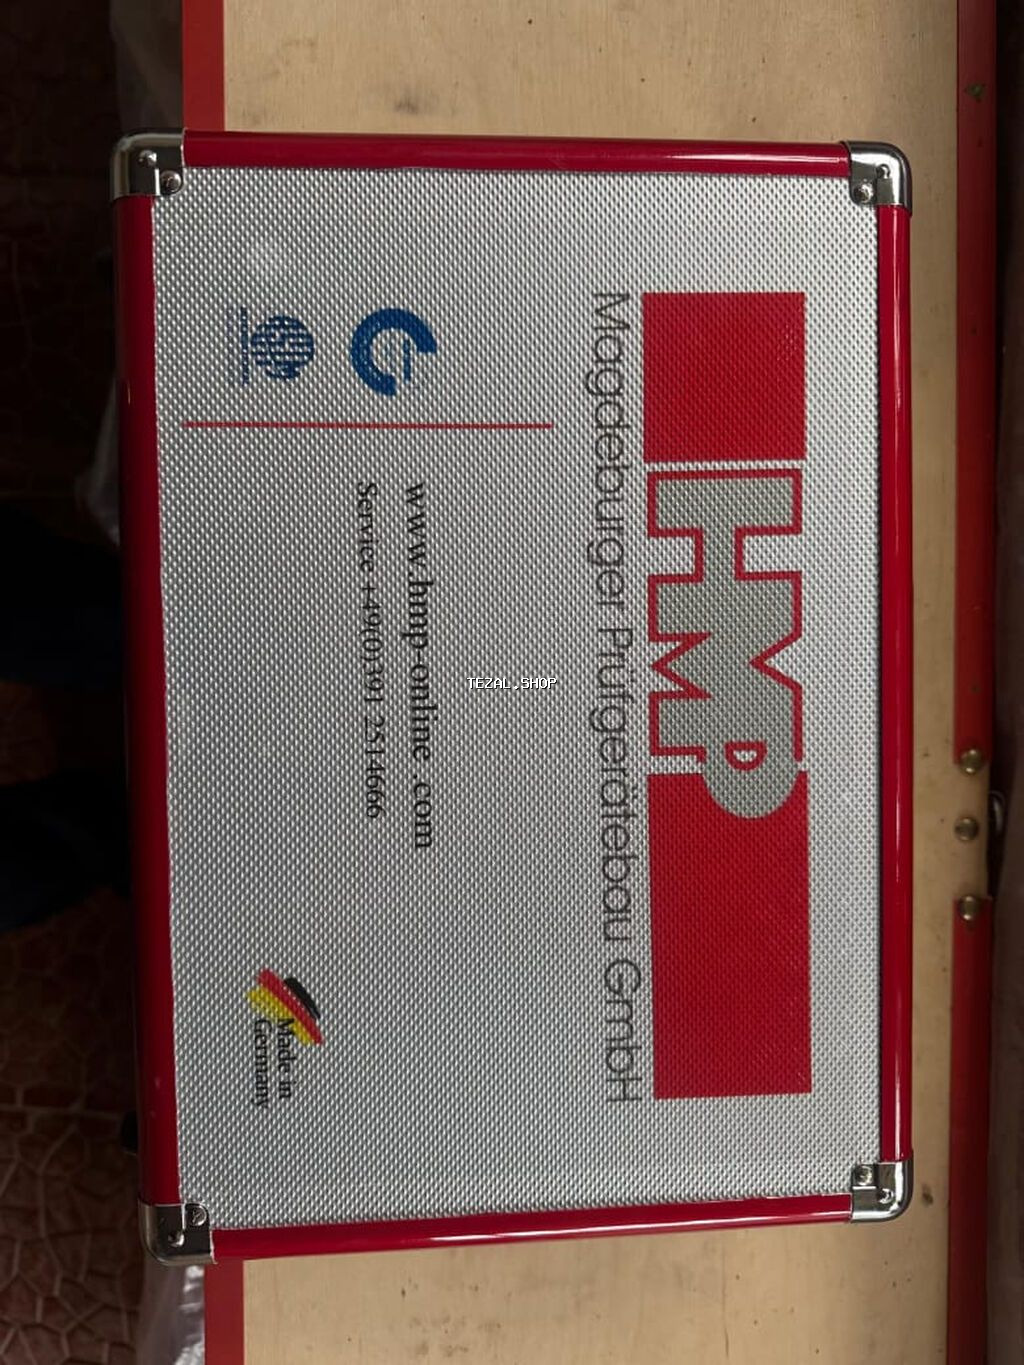 HMP
Magdeburger Prüfgerätebau GmbH
www.hmp-online .com
Service +49(0)391 2514666
Made in
Germany
TEZAL.SHOP